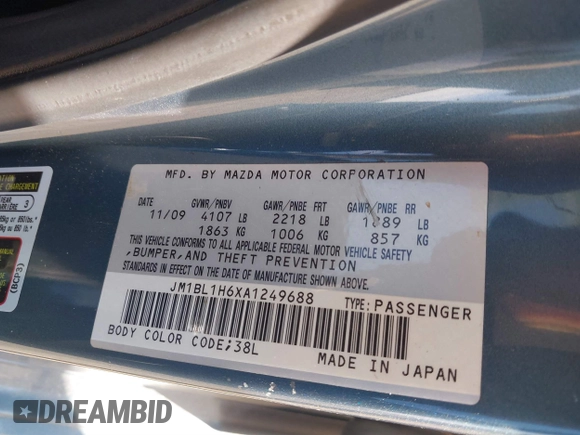 MFD. BY MAZDA MOTOR CORPORATION
DATE GVWR/PNBV GAWR/PNBE FRT GAWR/PNBE RR
11/09 4107 LB 2218 LB LB
1863 KG 1006 KG 857 KG
THIS VEHICLE CONFORMS TO ALL APPLICABLE FEDERAL MOTOR VEHICLE SAFETY
,BUMPER,AND THEFT PREVENTION
STANDARDS IN EFFECT ON THE DATE OF MANUFACTURE SHOWN ABOVE.
JM1BL1H6XA1249688 TYPE:PASSENGER
BODY COLOR CODE;38L
MADE IN JAPAN
CHARGEMENT
3
(BCP3)
DREAMBID